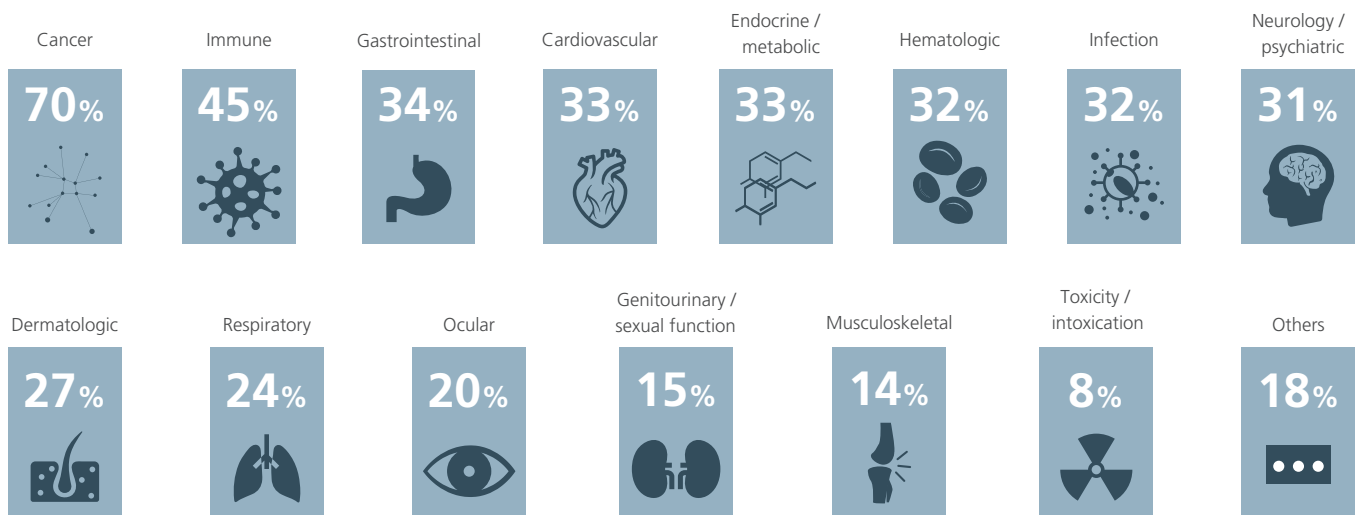 Cancer
70%
Immune
45%
Gastrointestinal
34%
Cardiovascular
33%
Endocrine /
metabolic
33%
Hematologic
32%
Infection
32%
Neurology /
psychiatric
31%
Dermatologic
27%
Respiratory
24%
Ocular
20%
Genitourinary /
sexual function
15%
Musculoskeletal
14%
Toxicity /
intoxication
8%
Others
18%